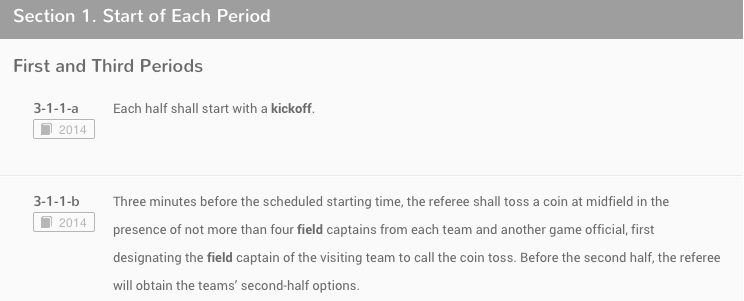 Section 1. Start of Each Period
First and Third Periods
3-1-1-a Each half shall start with a kickoff.
2014
3-1-1-b Three minutes before the scheduled starting time, the referee shall toss a coin at midfield in the
2014
presence of not more than four field captains from each team and another game official, first
designating the field captain of the visiting team to call the coin toss. Before the second half, the referee
will obtain the teams’ second-half options.